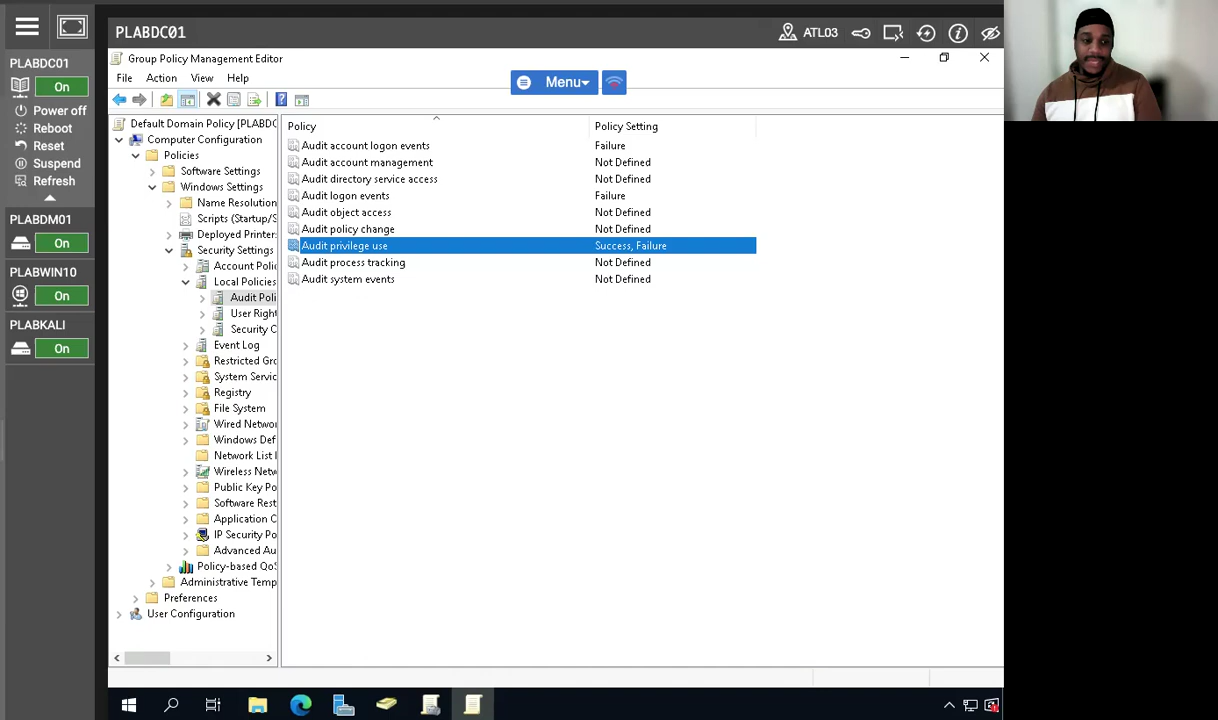 PLABDC01
On
Power off
Reboot
Reset
Suspend
Refresh
PLABDM01
On
PLABWIN10
On
PLABKALI
On
PLABDC01
ATL03
Group Policy Management Editor
File Action View Help
Menu
Default Domain Policy [PLABDC
Computer Configuration
Policies
Software Settings
Windows Settings
Name Resolution
Scripts (Startup/S
Deployed Printer
Security Settings
Account Polic
Local Policies
Audit Poli
User Righ
Security O
Event Log
Restricted Gro
System Servic
Registry
File System
Wired Networ
Windows Def
Network List
Wireless Netw
Public Key Po
Software Rest
Application C
IP Security Po
Advanced Au
Policy-based QoS
Administrative Temp
Preferences
User Configuration
Policy Policy Setting
Audit account logon events Failure
Audit account management Not Defined
Audit directory service access Not Defined
Audit logon events Failure
Audit object access Not Defined
Audit policy change Not Defined
Audit privilege use Success, Failure
Audit process tracking Not Defined
Audit system events Not Defined